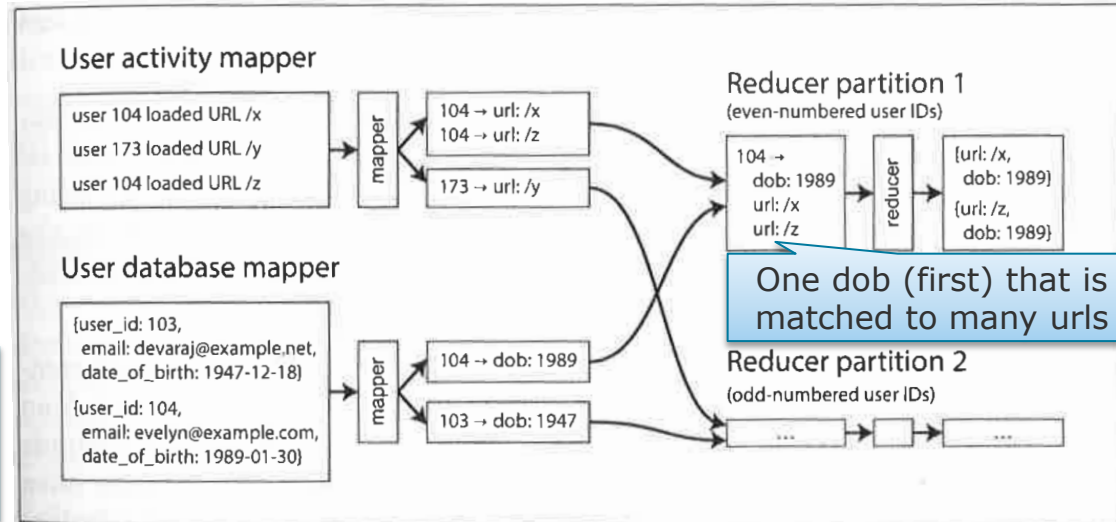 User activity mapper
user 104 loaded URL /x
user 173 loaded URL /y
user 104 loaded URL /z
mapper
104 → url: /x
104 → url: /z
173 → url: /y
Reducer partition 1
(even-numbered user IDs)
104 →
dob: 1989
url: /x
url: /z
reducer
{url: /x,
dob: 1989}
{url: /z,
dob: 1989}
One dob (first) that is
matched to many urls
User database mapper
{user_id: 103,
email: devaraj@example.net,
date_of_birth: 1947-12-18}
{user_id: 104,
email: evelyn@example.com,
date_of_birth: 1989-01-30}
mapper
104 → dob: 1989
103 → dob: 1947
Reducer partition 2
(odd-numbered user IDs)
...
...